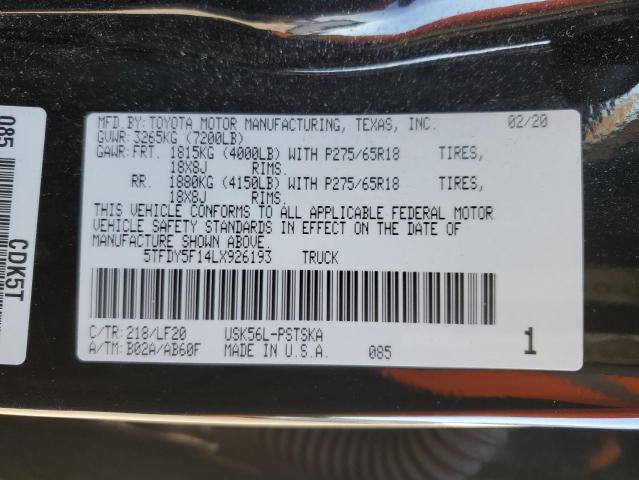 MFD.BY:TOYOTA MOTOR MANUFACTURING, TEXAS, INC. 02/20
GVWR:3265KG (7200LB)
GAWR:FRT. 1815KG (4000LB) WITH P275/65R18 TIRES,
18X8J RIMS.
RR. 1880KG (4150LB) WITH P275/65R18 TIRES,
18X8J RIMS.
THIS VEHICLE CONFORMS TO ALL APPLICABLE FEDERAL MOTOR
VEHICLE SAFETY STANDARDS IN EFFECT ON THE DATE OF
MANUFACTURE SHOWN ABOVE.
5TFDY5F14LX926193 TRUCK
C/TR:218/LF20 USK56L-PSTSKA
A/TM:B02A/AB60F MADE IN U.S.A. 085 1
085
CDK5T